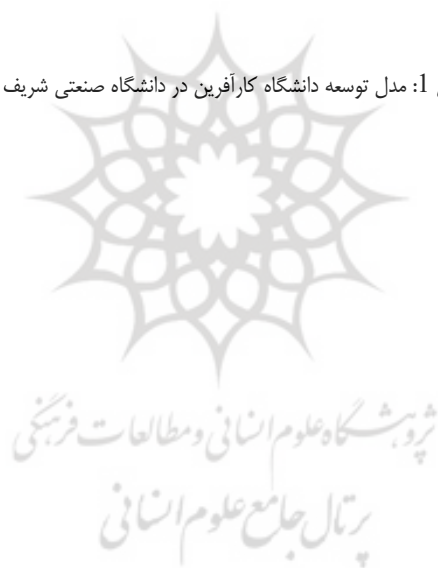 1: مدل توسعه دانشگاه کارآفرین در دانشگاه صنعتی شریف
پژوهشگاه علوم انسانی و مطالعات فرهنگی
پرتال جامع علوم انسانی